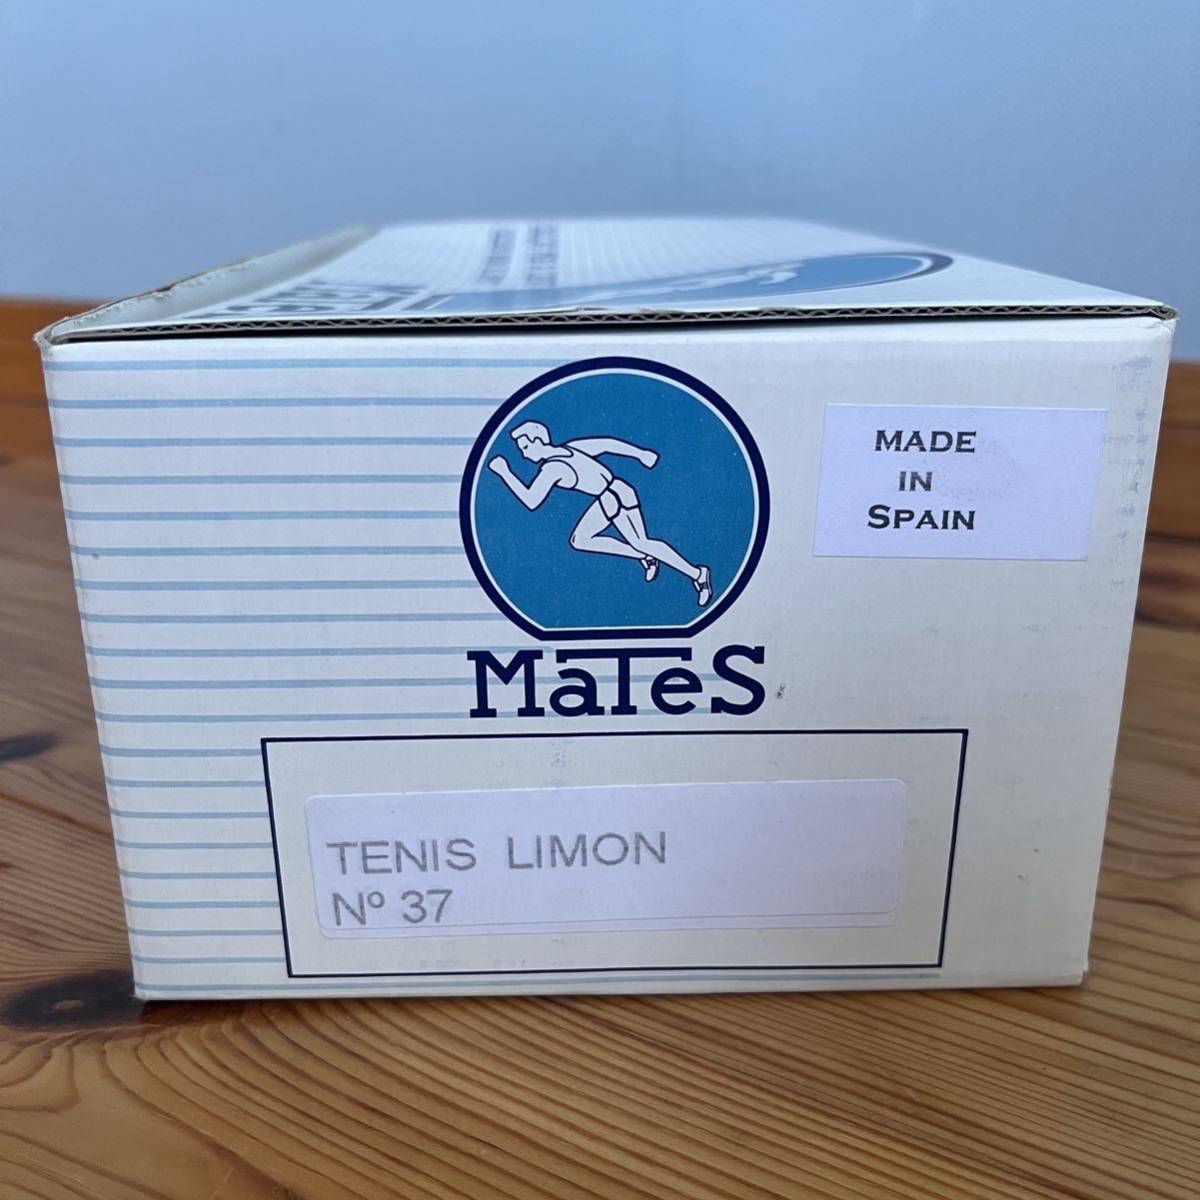 MADE
IN
SPAIN
MaTeS
TENIS LIMON
Nº 37